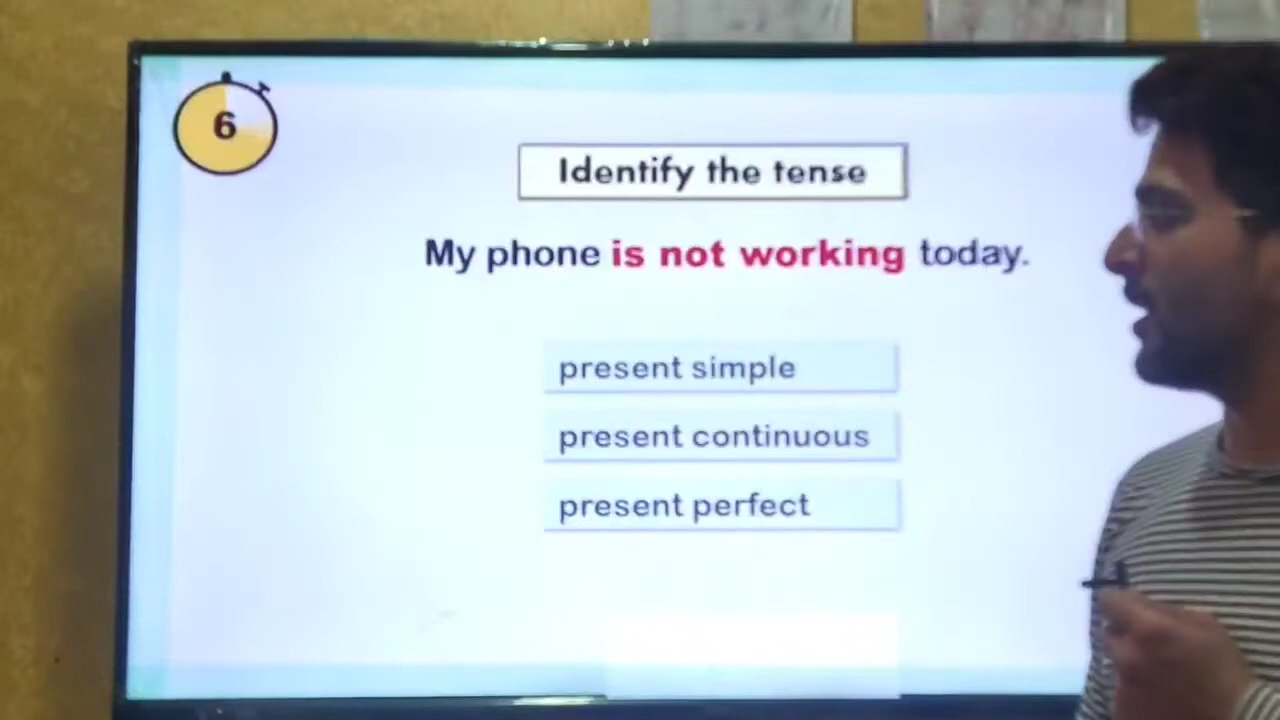 6
Identify the tense
My phone is not working today.
present simple
present continuous
present perfect